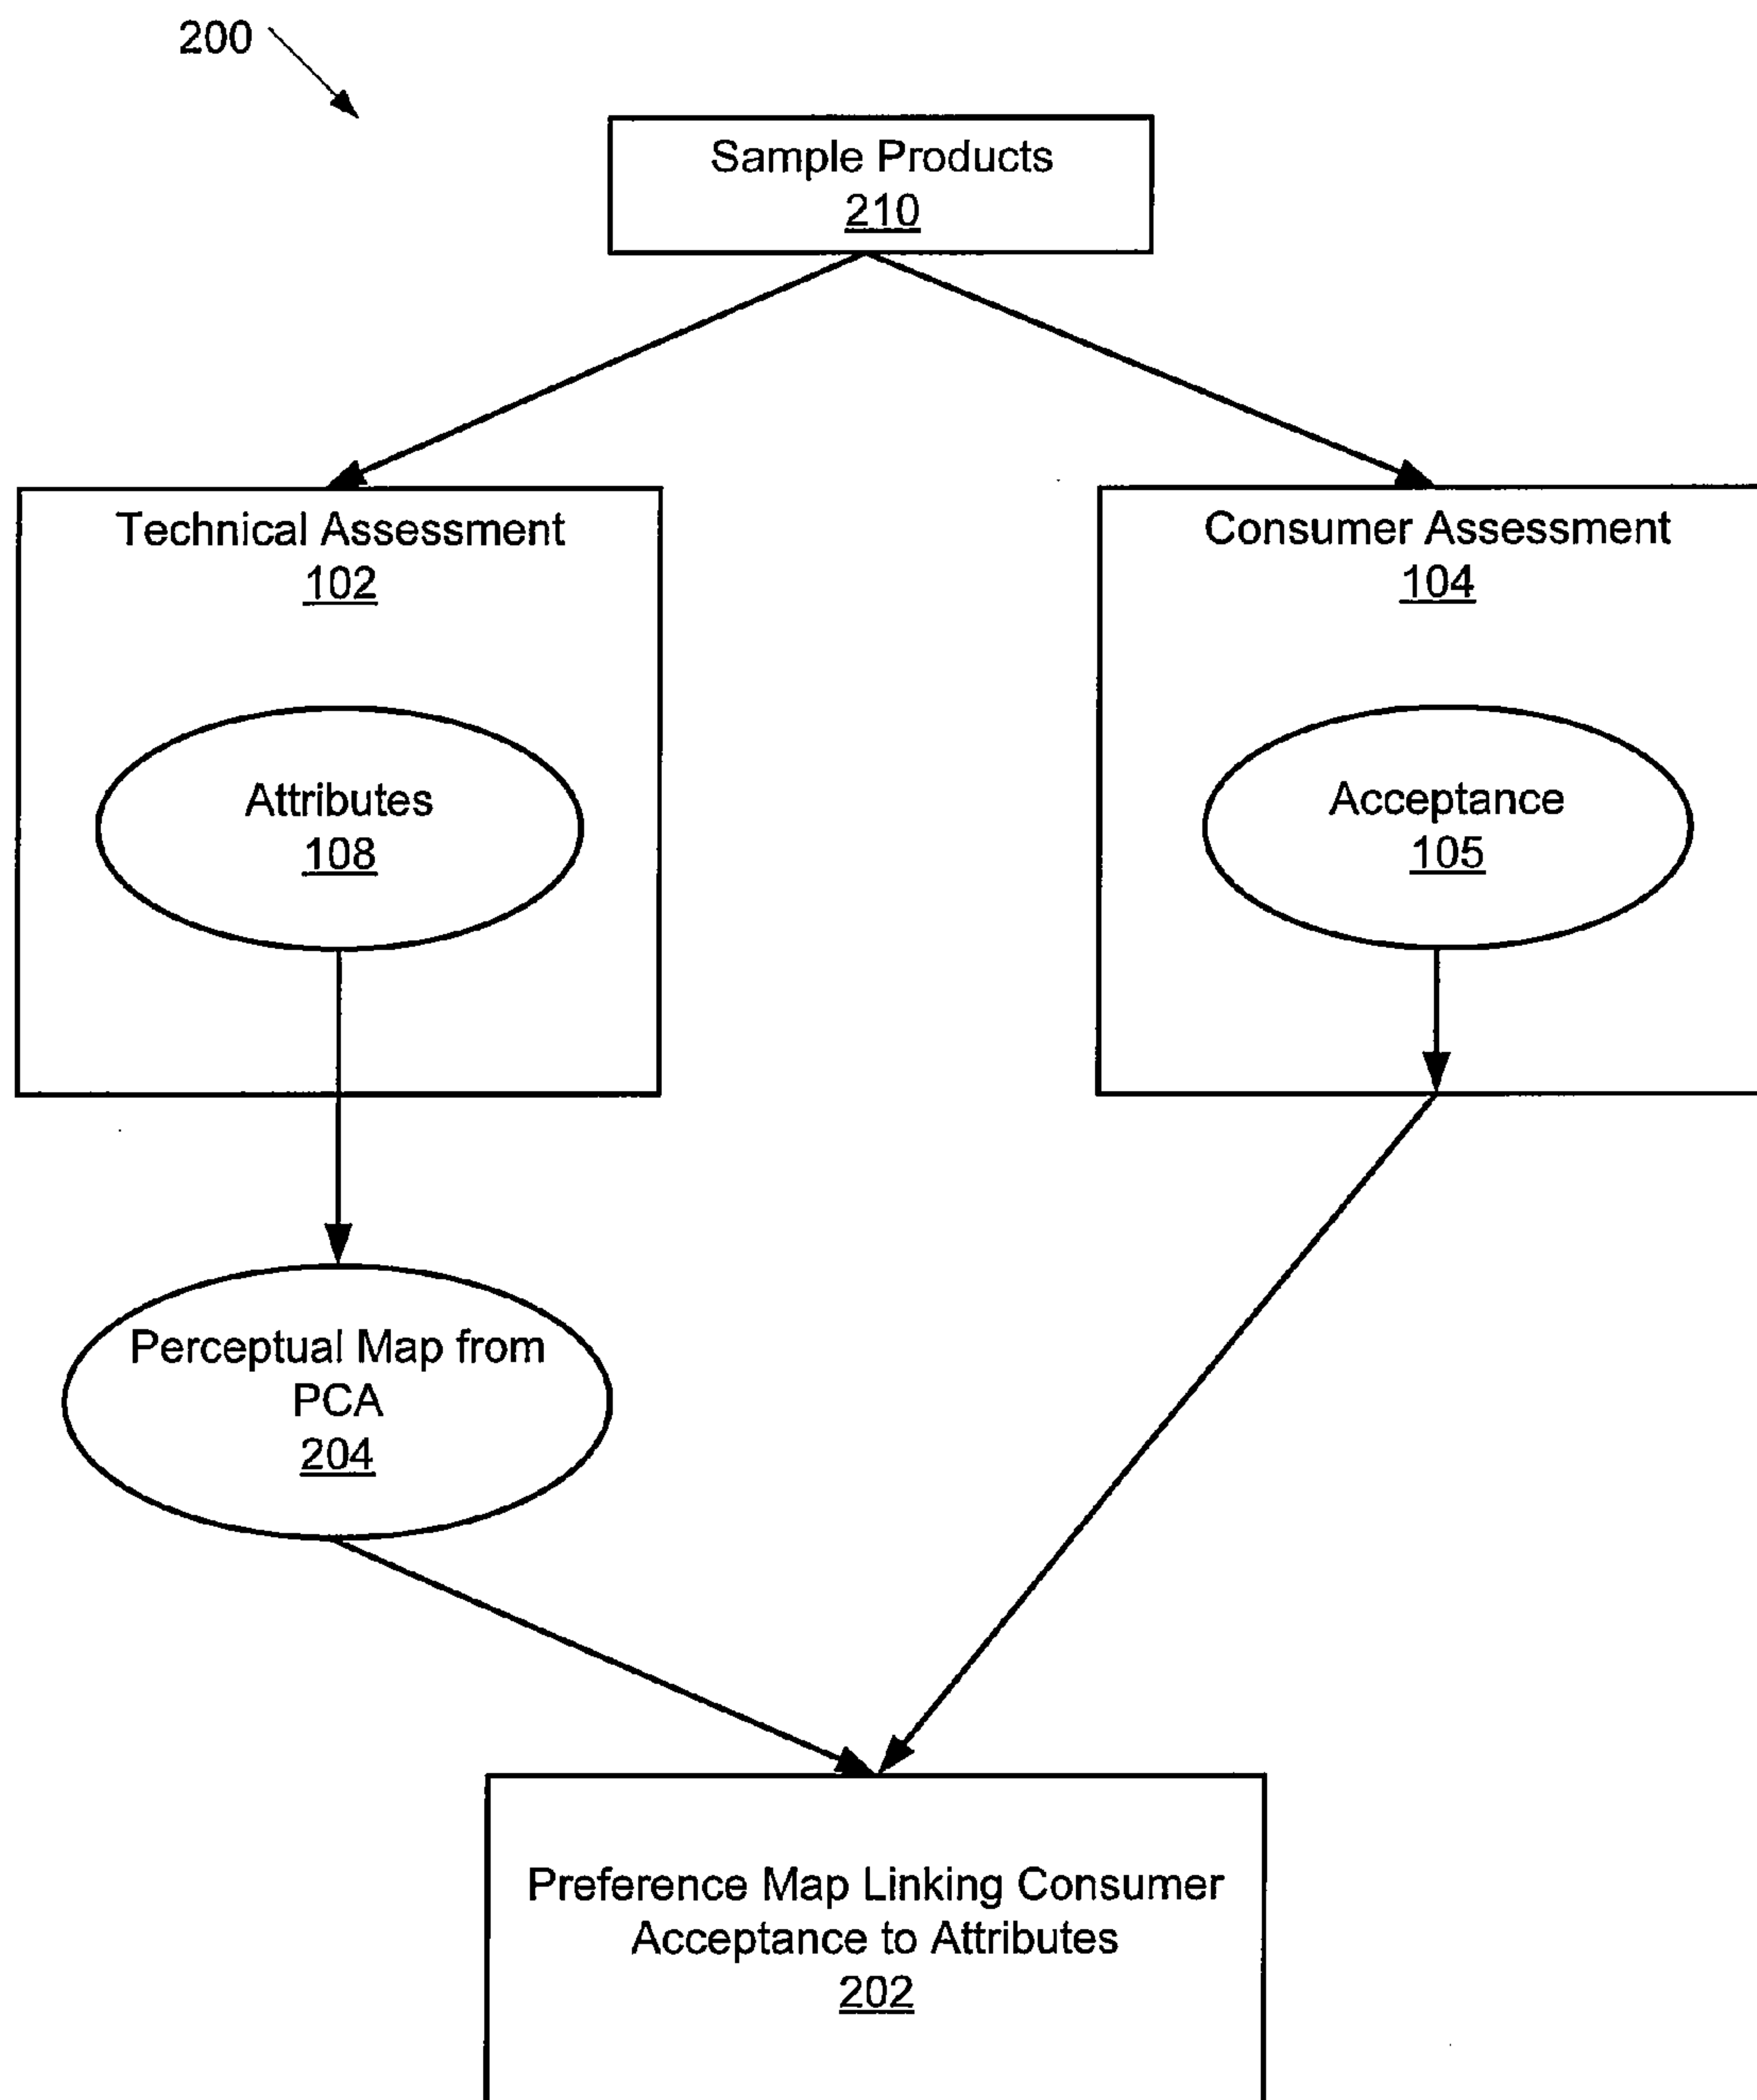 200
Sample Products
210
Technical Assessment
102
Consumer Assessment
104
Attributes
108
Acceptance
105
Perceptual Map from
PCA
204
Preference Map Linking Consumer
Acceptance to Attributes
202